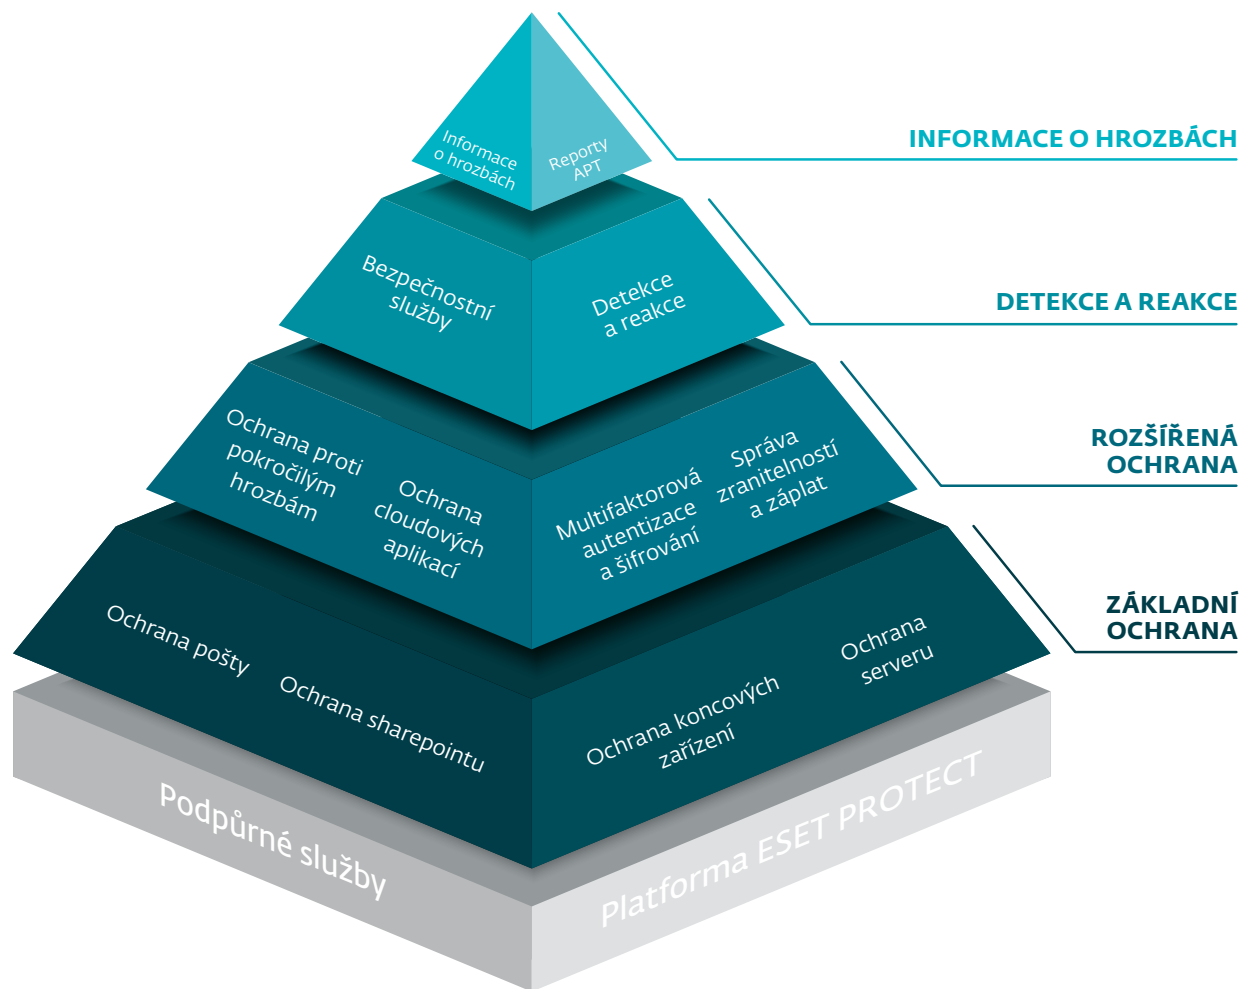 Informace
o hrozbách
Reporty
APT
INFORMACE O HROZBÁCH
Bezpečnostní
služby
Detekce
a reakce
DETEKCE A REAKCE
Ochrana proti
pokročilým
hrozbám
Ochrana
cloudových
aplikací
Multifaktorová
autentizace
a šifrování
Správa
zranitelností
a záplat
ROZŠÍŘENÁ
OCHRANA
Ochrana pošty
Ochrana sharepointu
Ochrana koncových
zařízení
Ochrana
serveru
ZÁKLADNÍ
OCHRANA
Podpůrné služby
Platforma ESET PROTECT